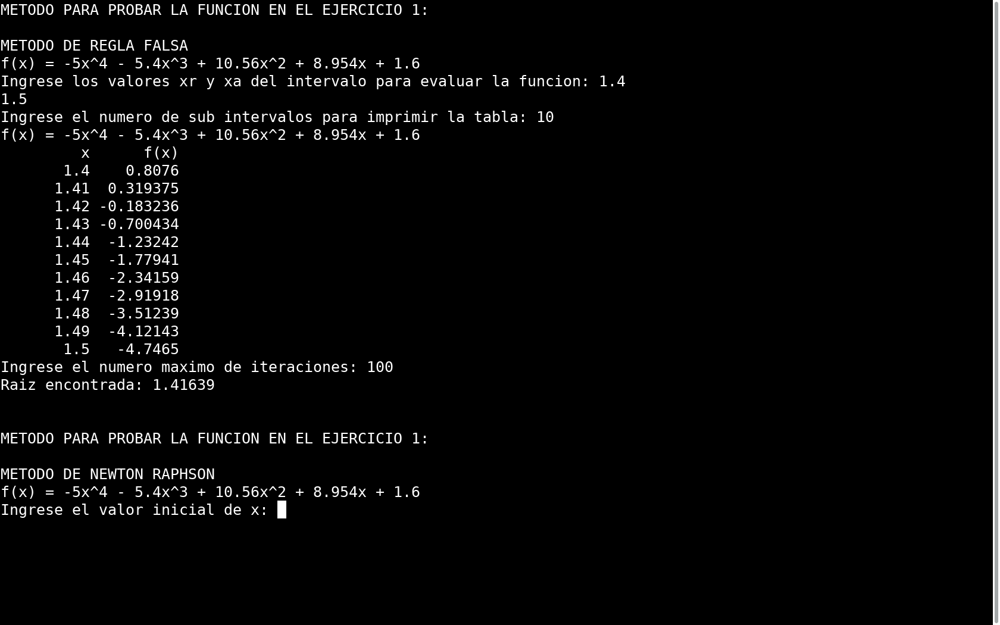 METODO PARA PROBAR LA FUNCION EN EL EJERCICIO 1:
METODO DE REGLA FALSA
f(x) = -5x^4 - 5.4x^3 + 10.56x^2 + 8.954x + 1.6
Ingrese los valores xr y xa del intervalo para evaluar la funcion: 1.4
1.5
Ingrese el numero de sub intervalos para imprimir la tabla: 10
f(x) = -5x^4 - 5.4x^3 + 10.56x^2 + 8.954x + 1.6
x f(x)
1.4 0.8076
1.41 0.319375
1.42 -0.183236
1.43 -0.700434
1.44 -1.23242
1.45 -1.77941
1.46 -2.34159
1.47 -2.91918
1.48 -3.51239
1.49 -4.12143
1.5 -4.7465
Ingrese el numero maximo de iteraciones: 100
Raiz encontrada: 1.41639
METODO PARA PROBAR LA FUNCION EN EL EJERCICIO 1:
METODO DE NEWTON RAPHSON
f(x) = -5x^4 - 5.4x^3 + 10.56x^2 + 8.954x + 1.6
Ingrese el valor inicial de x: